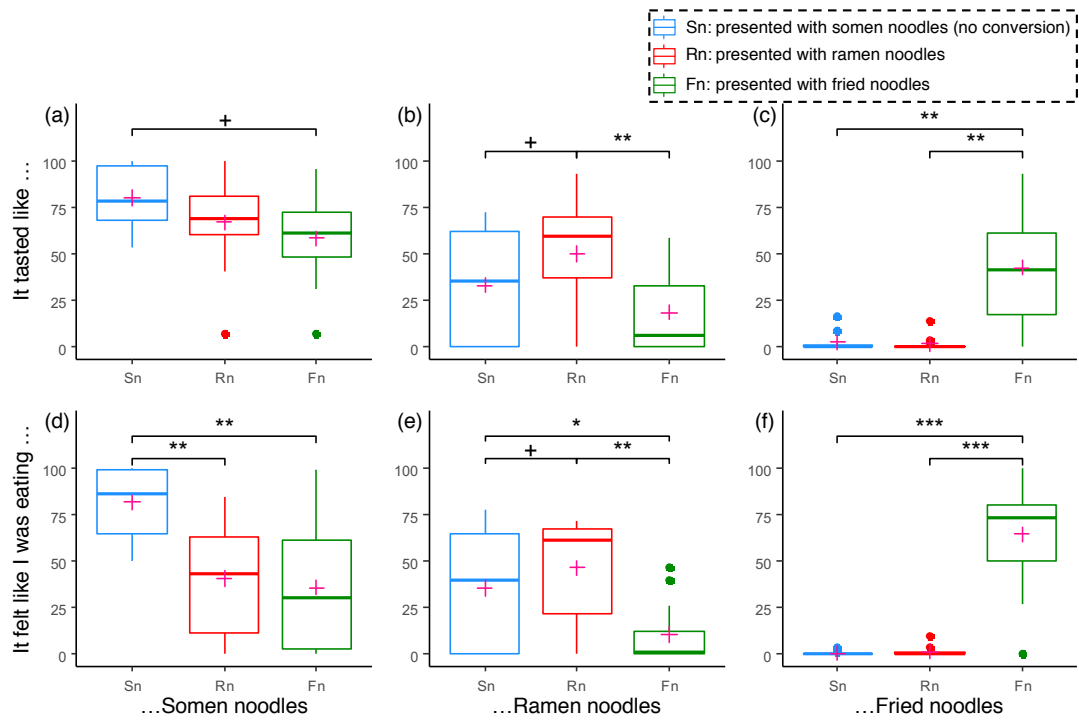 Sn: presented with somen noodles (no conversion)
Rn: presented with ramen noodles
Fn: presented with fried noodles
(a)
+
100
75
50
25
0
Sn Rn Fn
It tasted like …
(b)
+ **
100
75
50
25
0
Sn Rn Fn
(c)
**
**
100
75
50
25
0
Sn Rn Fn
(d)
**
**
100
75
50
25
0
Sn Rn Fn
It felt like I was eating …
…Somen noodles
(e)
*
+ **
100
75
50
25
0
Sn Rn Fn
…Ramen noodles
(f)
***
***
100
75
50
25
0
Sn Rn Fn
…Fried noodles